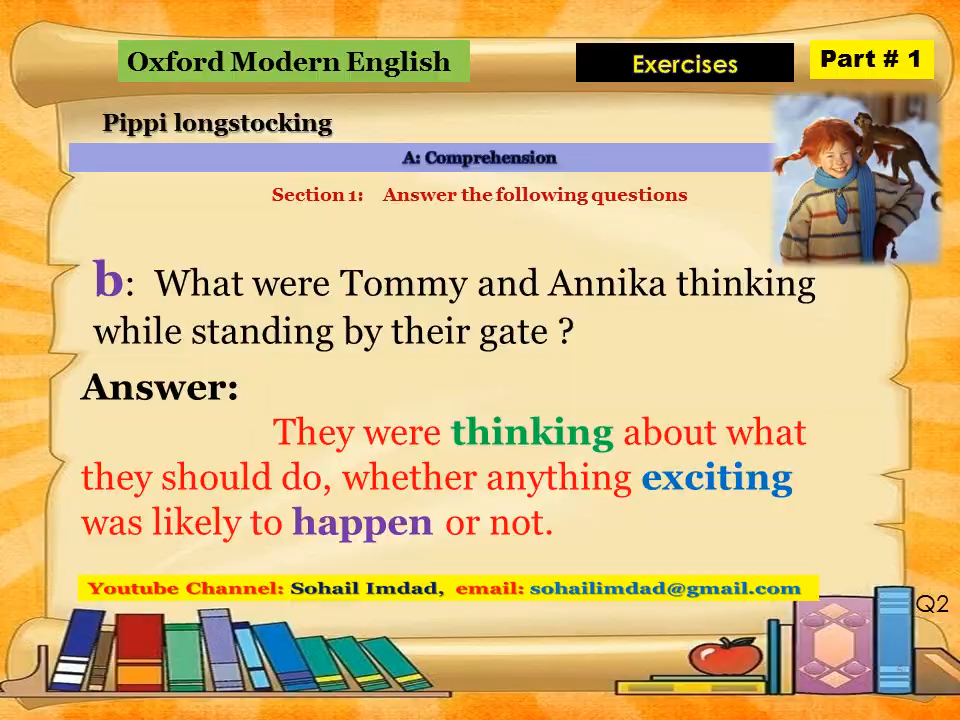 Oxford Modern English
Exercises
Part # 1
Pippi longstocking
A: Comprehension
Section 1: Answer the following questions
b: What were Tommy and Annika thinking
while standing by their gate ?
Answer:
They were thinking about what
they should do, whether anything exciting
was likely to happen or not.
Youtube Channel: Sohail Imdad, email: sohailimdad@gmail.com
Q2